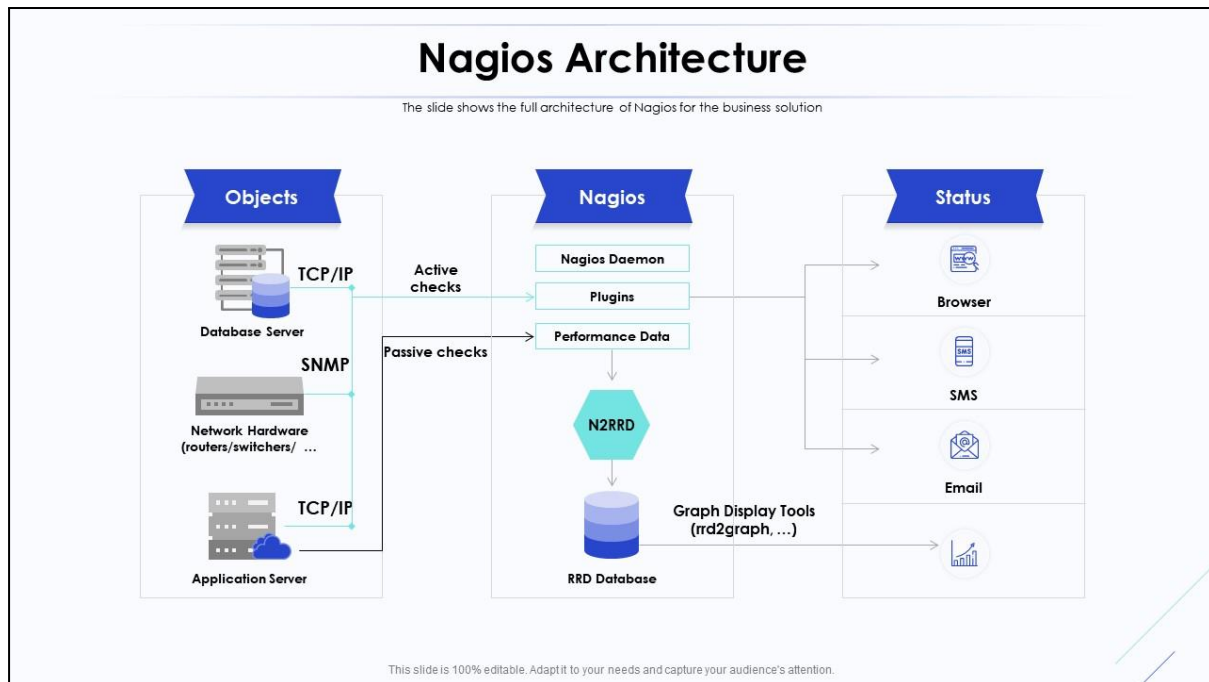 Nagios Architecture
The slide shows the full architecture of Nagios for the business solution
Objects
TCP/IP
Database Server
SNMP
Network Hardware
(routers/switchers/ ...
TCP/IP
Application Server
Active
checks
Passive checks
Nagios
Nagios Daemon
Plugins
Performance Data
N2RRD
RRD Database
Graph Display Tools
(rrd2graph, ...)
Status
WWW
Browser
SMS
SMS
@
Email
This slide is 100% editable. Adapt it to your needs and capture your audience's attention.